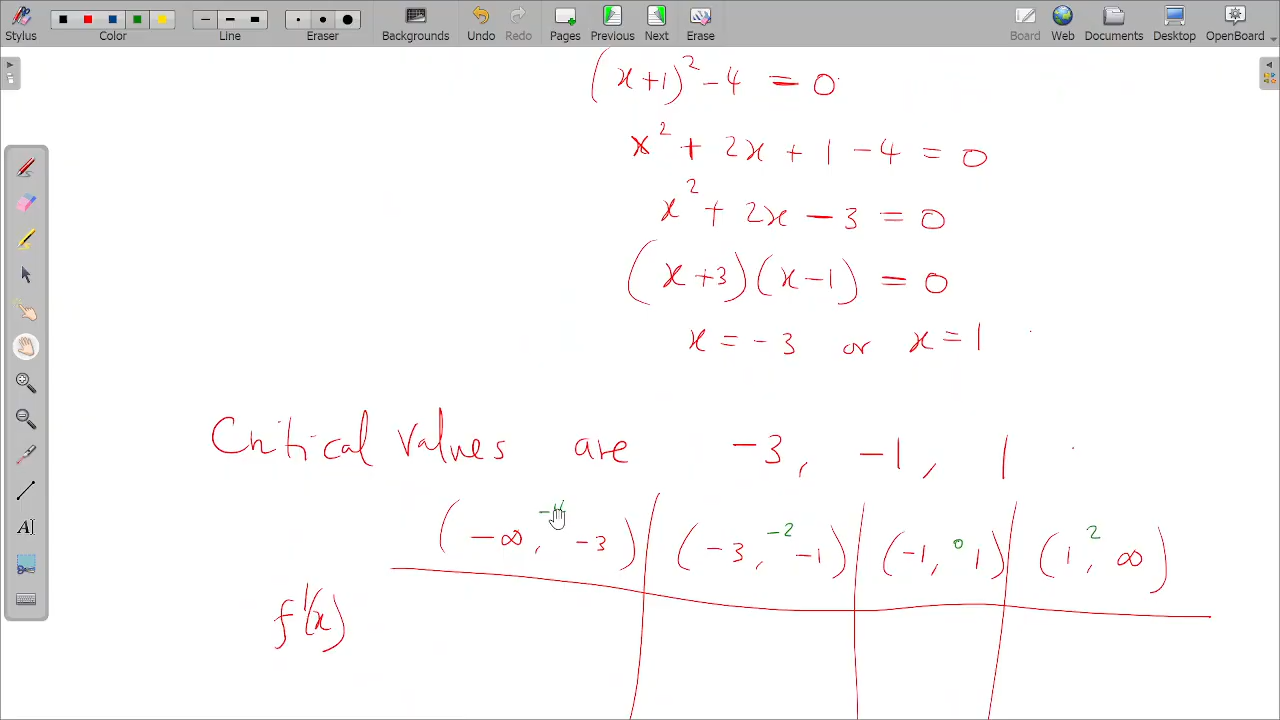 Stylus Color Line Eraser Backgrounds Undo Redo Pages Previous Next Erase Board Web Documents Desktop OpenBoard
(x+1)² - 4 = 0
x² + 2x + 1 - 4 = 0
x² + 2x - 3 = 0
(x+3)(x-1) = 0
x = -3 or x = 1
Critical values are -3, -1, 1
-4 -2 0 2
(-∞, -3) (-3, -1) (-1, 1) (1, ∞)
f'(x)